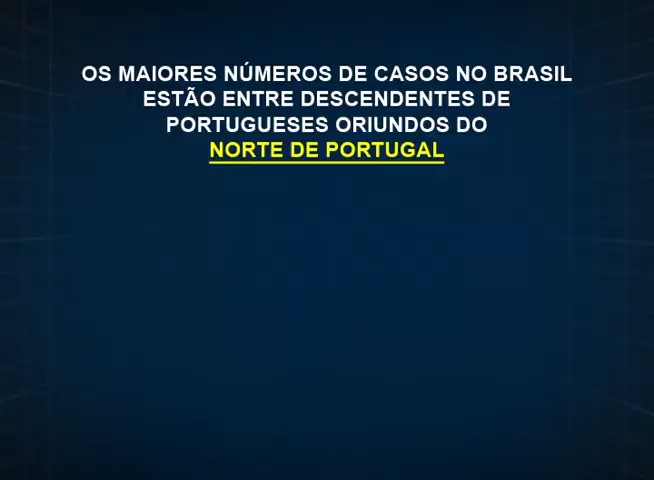 OS MAIORES NÚMEROS DE CASOS NO BRASIL
ESTÃO ENTRE DESCENDENTES DE
PORTUGUESES ORIUNDOS DO
NORTE DE PORTUGAL